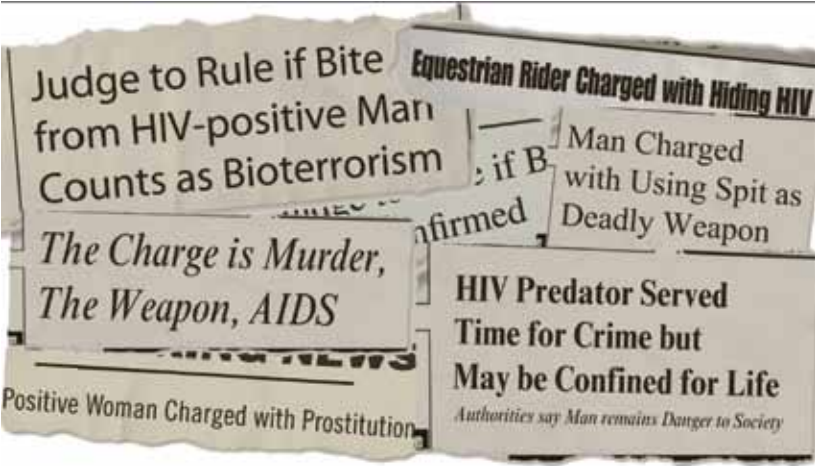 Judge to Rule if Bite
from HIV-positive Man
Counts as Bioterrorism
Equestrian Rider Charged with Hiding HIV
if B
nfirmed
Man Charged
with Using Spit as
Deadly Weapon
The Charge is Murder,
The Weapon, AIDS
HIV Predator Served
Time for Crime but
May be Confined for Life
Authorities say Man remains Danger to Society
NEWS
Positive Woman Charged with Prostitution